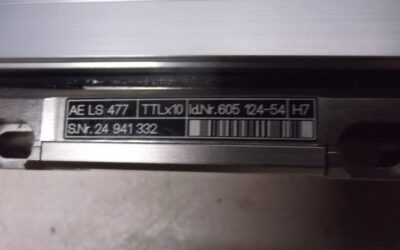 AE LS 477 TTLx10 Id.Nr.605 124-54 H7
S.Nr.24 941 332